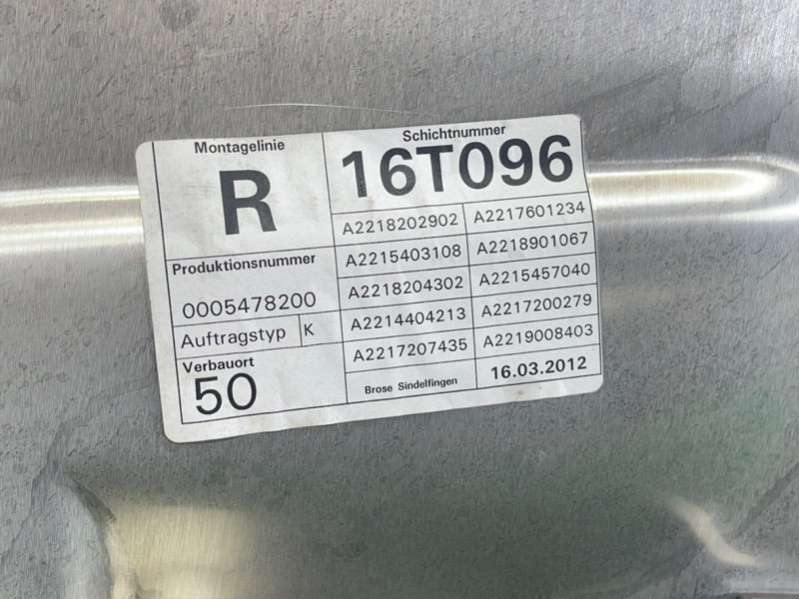 Montagelinie
R
Schichtnummer
16T096
Produktionsnummer
0005478200
Auftragstyp K
Verbauort
50
A2218202902 A2217601234
A2215403108 A2218901067
A2218204302 A2215457040
A2214404213 A2217200279
A2217207435 A2219008403
Brose Sindelfingen 16.03.2012